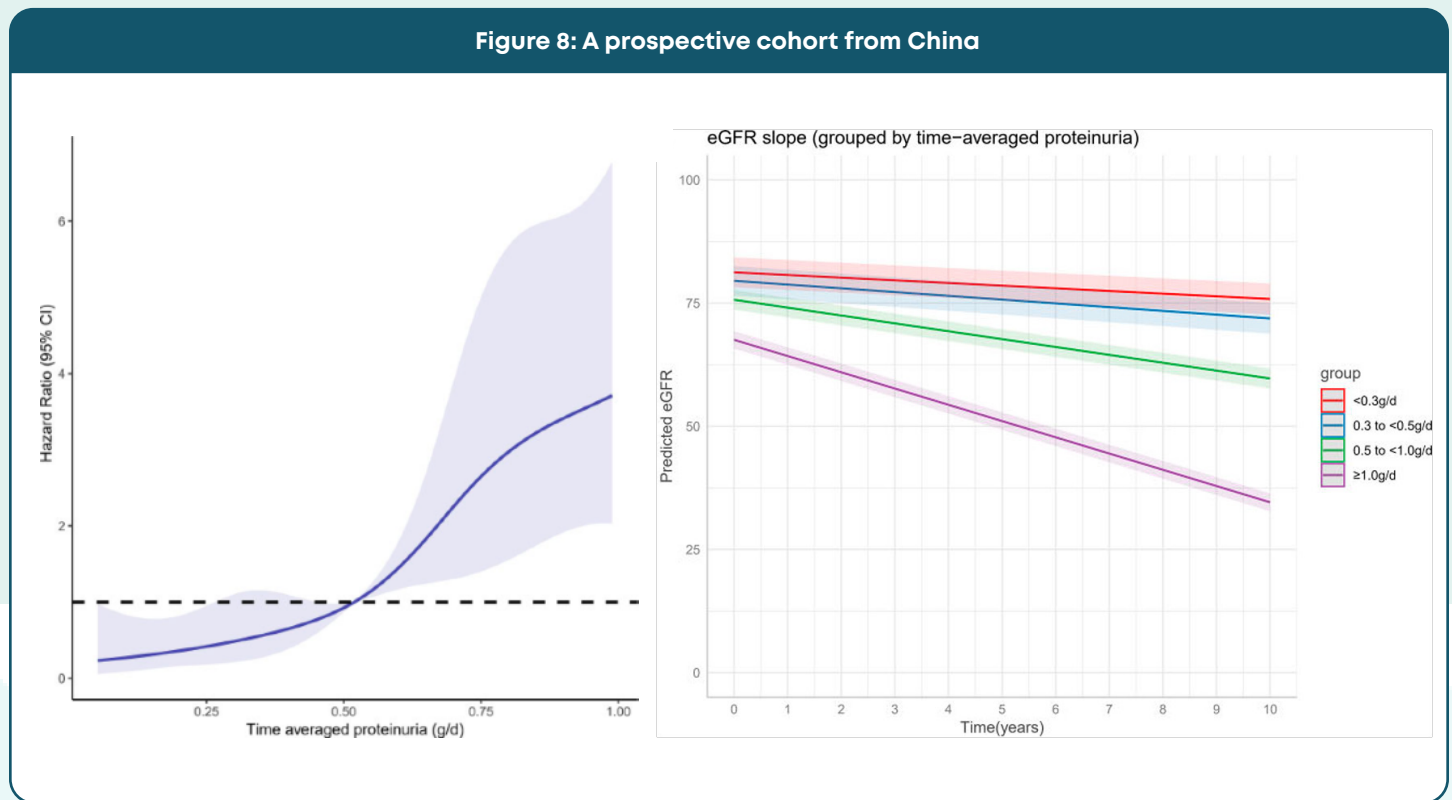 Figure 8: A prospective cohort from China
Hazard Ratio (95% CI)
6
4
2
0
0.25
0.50
0.75
1.00
Time averaged proteinuria (g/d)
eGFR slope (grouped by time−averaged proteinuria)
Predicted eGFR
100
75
50
25
0
0
1
2
3
4
5
6
7
8
9
10
Time(years)
group
<0.3g/d
0.3 to <0.5g/d
0.5 to <1.0g/d
≥1.0g/d